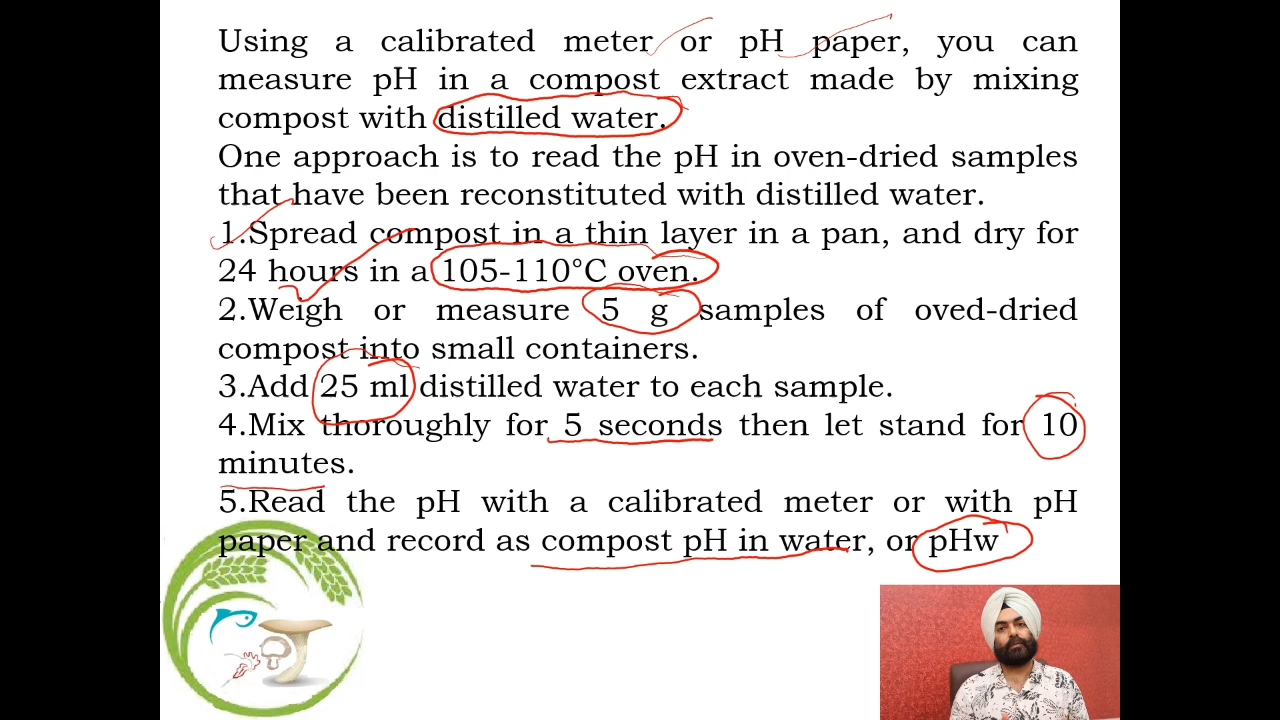 Using a calibrated meter or pH paper, you can
measure pH in a compost extract made by mixing
compost with distilled water.
One approach is to read the pH in oven-dried samples
that have been reconstituted with distilled water.
1.Spread compost in a thin layer in a pan, and dry for
24 hours in a 105-110°C oven.
2.Weigh or measure 5 g samples of oved-dried
compost into small containers.
3.Add 25 ml distilled water to each sample.
4.Mix thoroughly for 5 seconds then let stand for 10
minutes.
5.Read the pH with a calibrated meter or with pH
paper and record as compost pH in water, or pHw